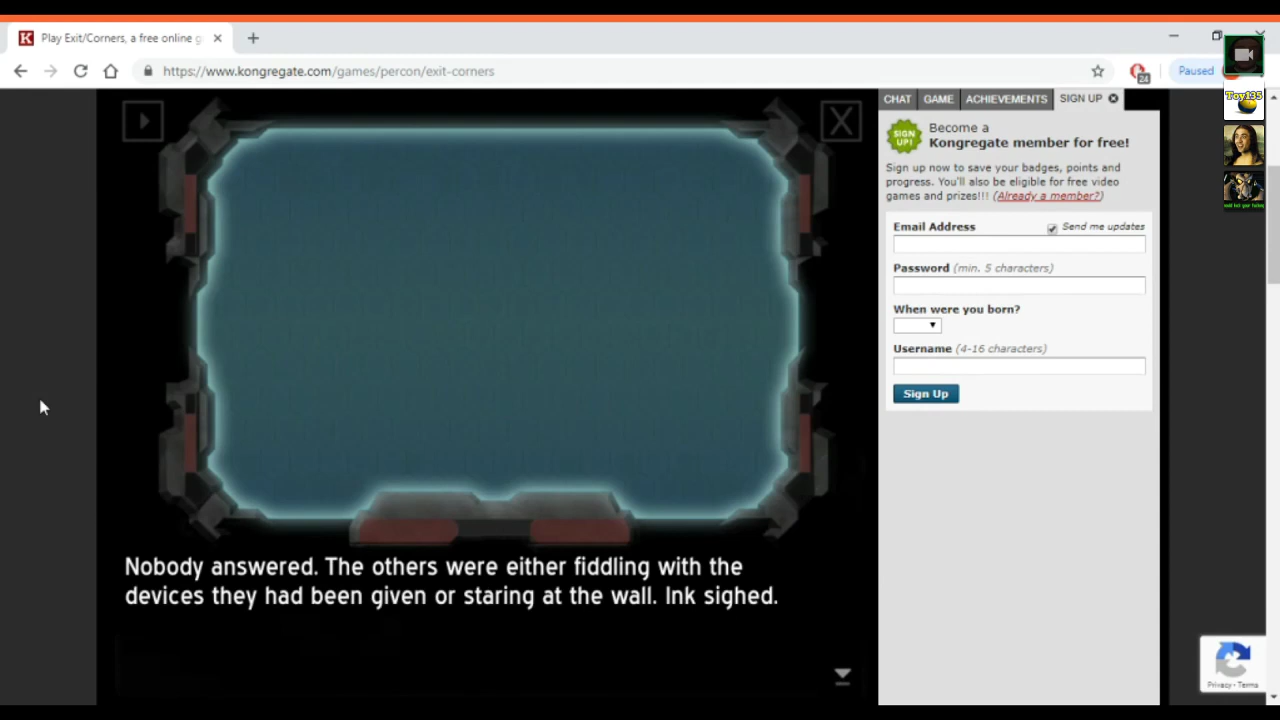 Play Exit/Corners, a free online g
https://www.kongregate.com/games/percon/exit-corners
Paused
24
CHAT GAME ACHIEVEMENTS SIGN UP
Toy135
SIGN UP!
Become a
Kongregate member for free!
Sign up now to save your badges, points and
progress. You'll also be eligible for free video
games and prizes!!! (Already a member?)
Email Address Send me updates
Password (min. 5 characters)
When were you born?
Username (4-16 characters)
Sign Up
Nobody answered. The others were either fiddling with the
devices they had been given or staring at the wall. Ink sighed.
Privacy - Terms